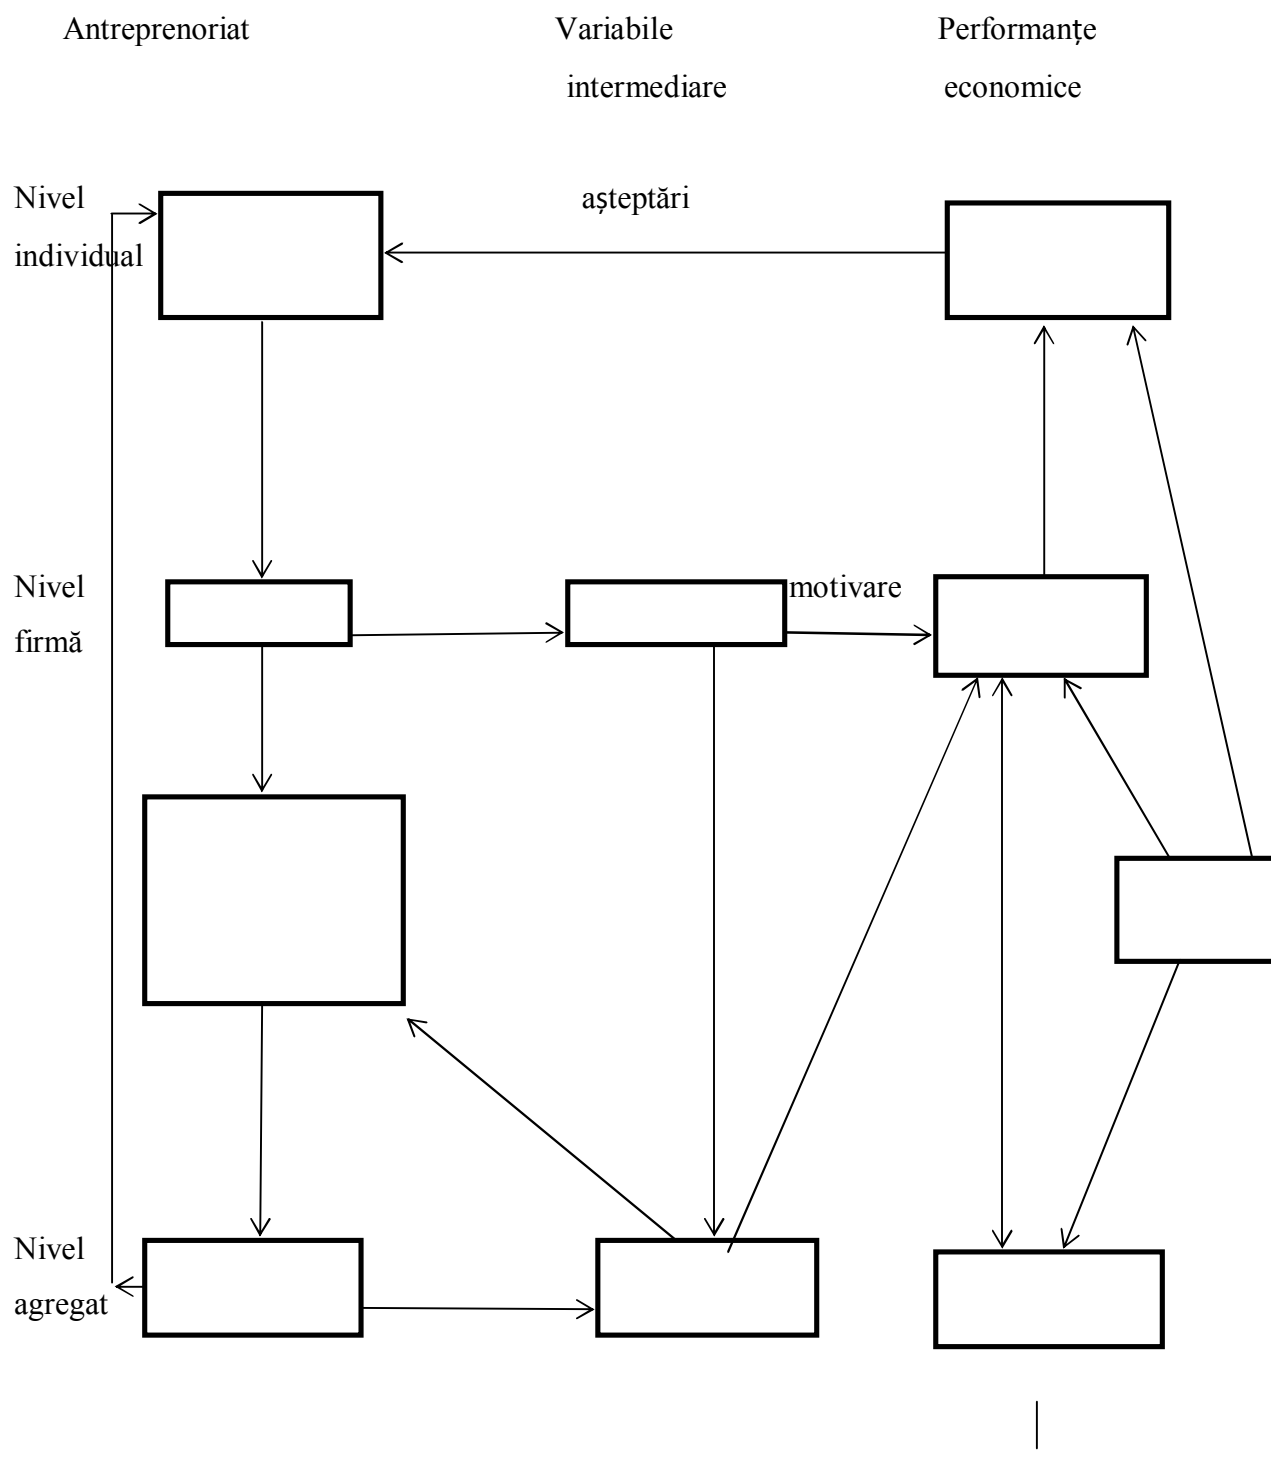 Antreprenoriat Variabile Performanțe
intermediare economice
Nivel așteptări
individual
Nivel motivare
firmă
Nivel
agregat